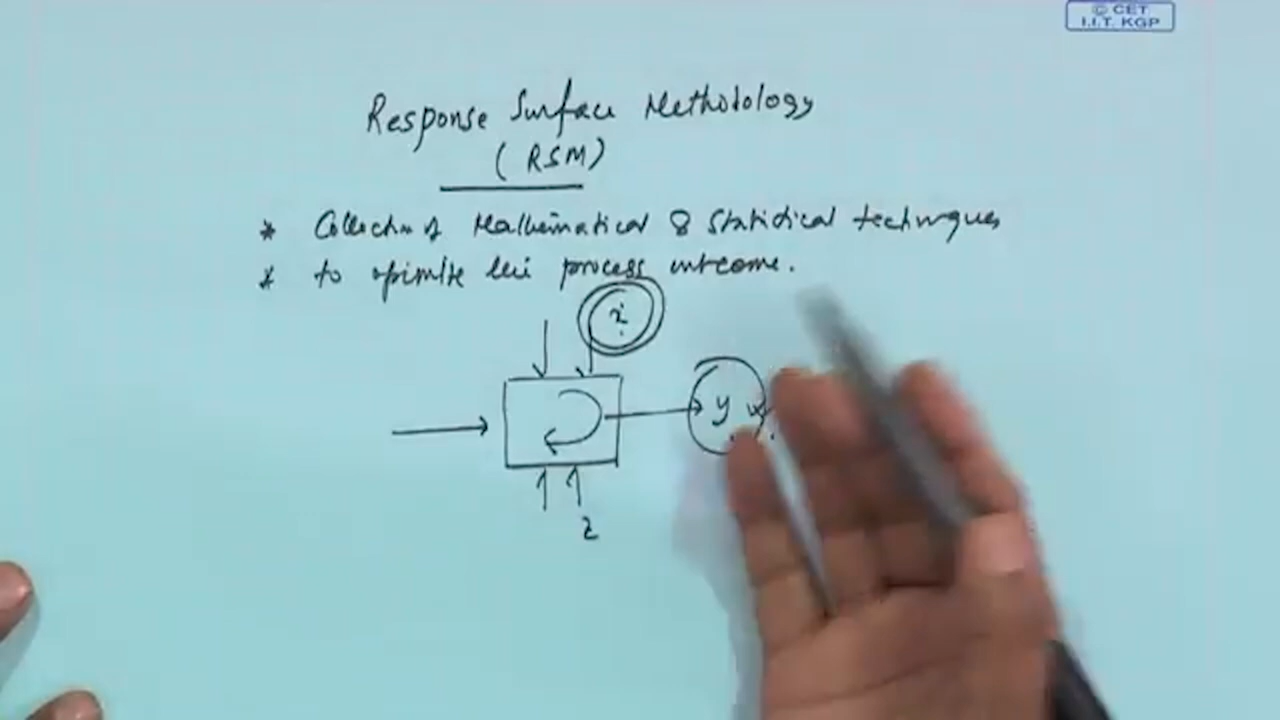 © CET
I.I.T. KGP
Response Surface Methodology
(RSM)
* Collection of Mathematical & Statistical techniques
* to optimize the process outcome.
x
y
z